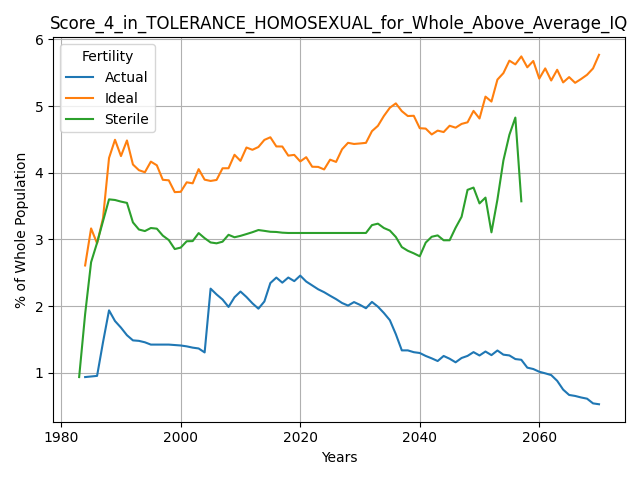 Score_4_in_TOLERANCE_HOMOSEXUAL_for_Whole_Above_Average_IQ
Fertility
Actual
Ideal
Sterile
% of Whole Population
6
5
4
3
2
1
1980
2000
2020
2040
2060
Years